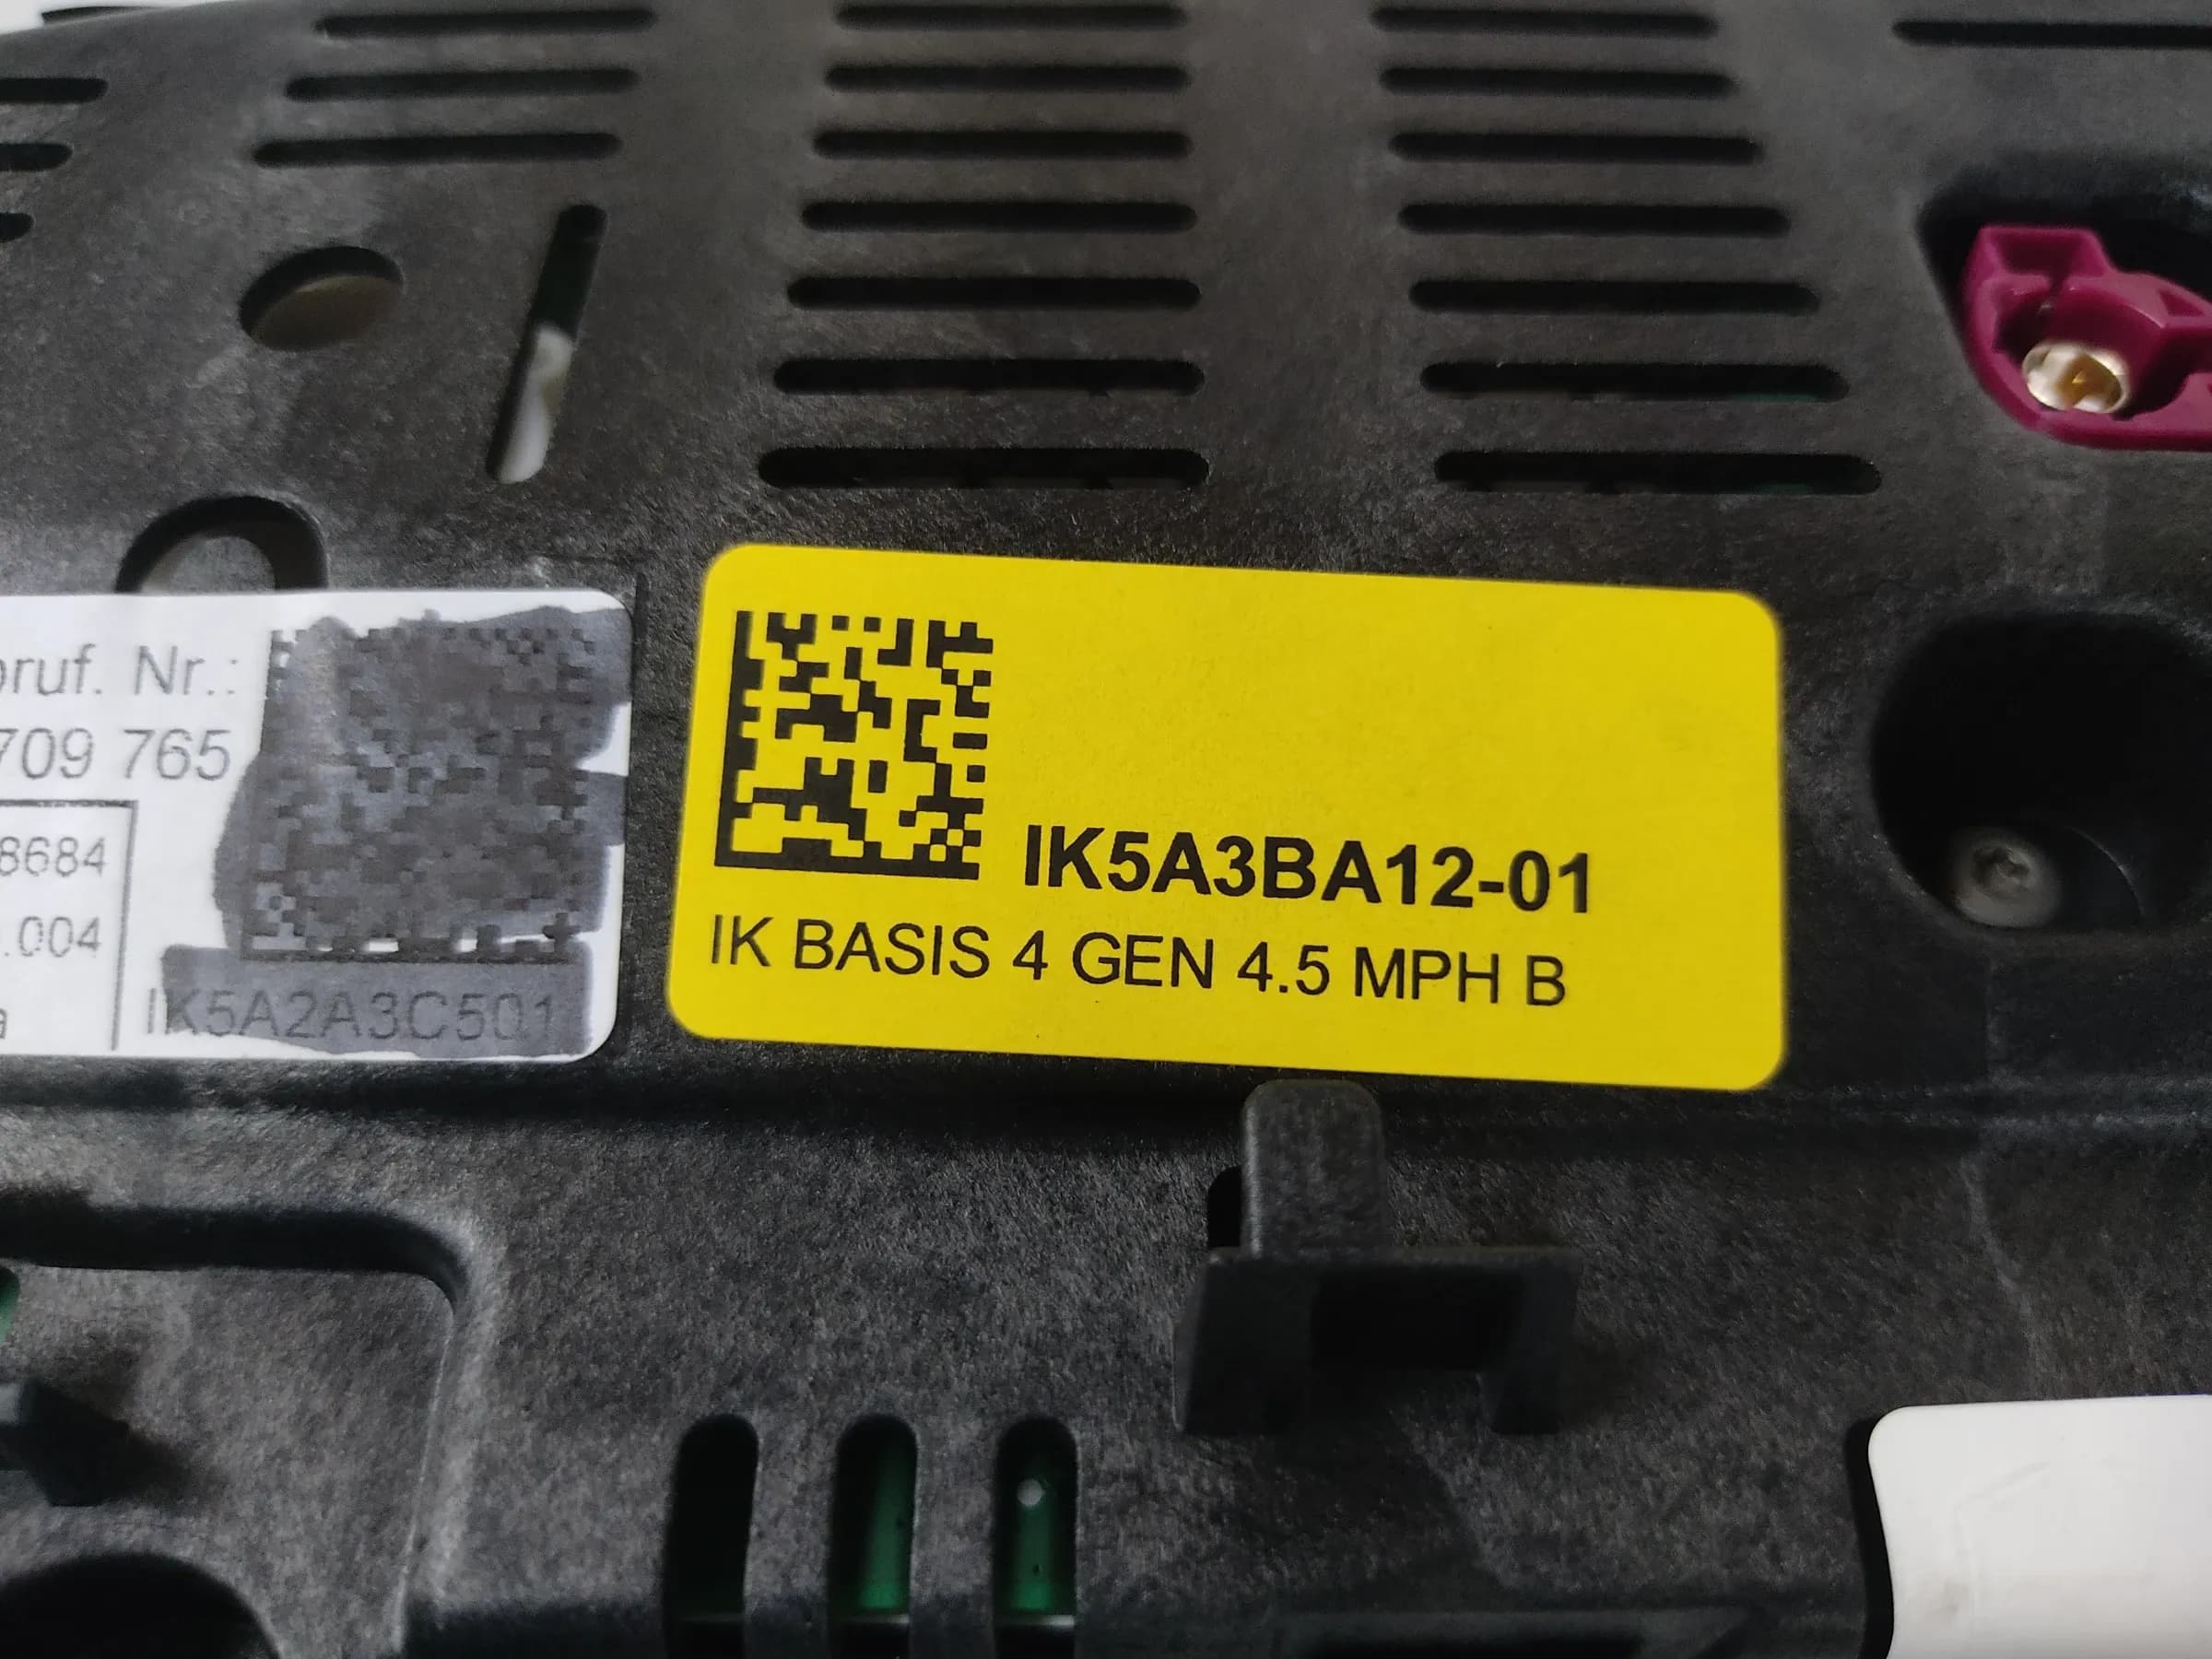 pruf. Nr.:
709 765
8684
.004
a
IK5A2A3C501
IK5A3BA12-01
IK BASIS 4 GEN 4.5 MPH B